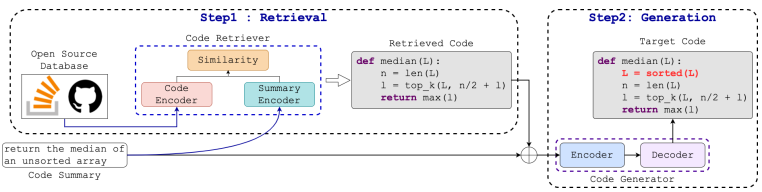 Step1 : Retrieval
Code Retriever
Similarity
Code
Encoder
Summary
Encoder
Open Source
Database
Retrieved Code
def median(L):
n = len(L)
l = top_k(L, n/2 + 1)
return max(l)
return the median of
an unsorted array
Code Summary
Step2: Generation
Target Code
def median(L):
L = sorted(L)
n = len(L)
l = top_k(L, n/2 + 1)
return max(l)
Encoder
Decoder
Code Generator